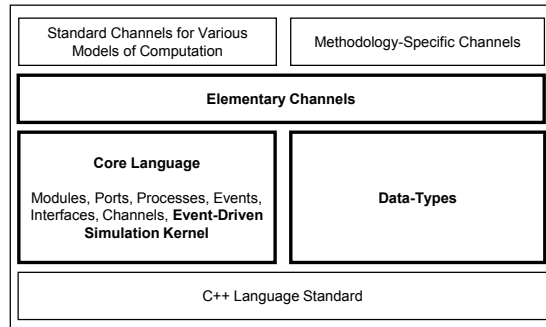 Standard Channels for Various
Models of Computation
Methodology-Specific Channels
Elementary Channels
Core Language
Modules, Ports, Processes, Events,
Interfaces, Channels, Event-Driven
Simulation Kernel
Data-Types
C++ Language Standard